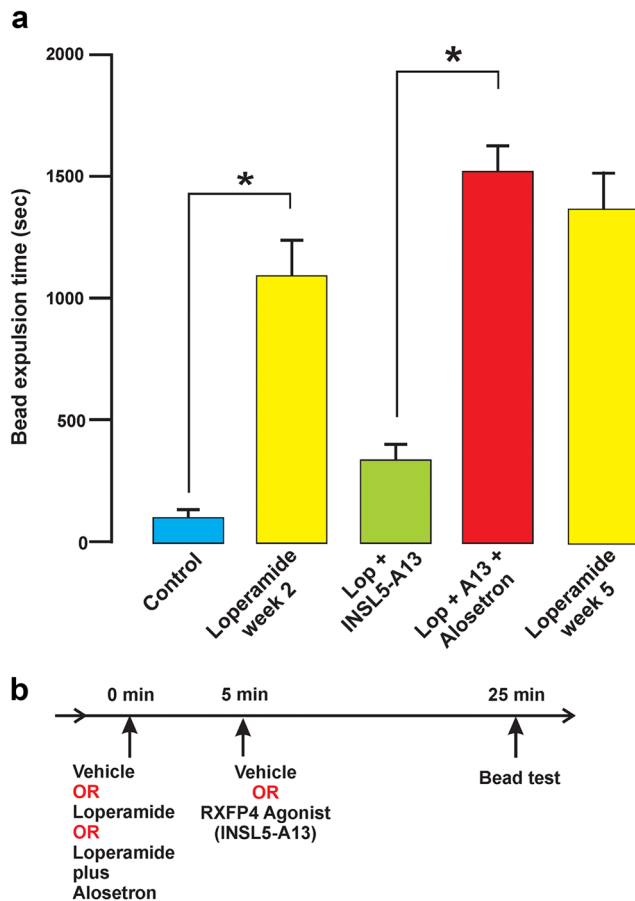 a
2000
1500
1000
500
0
Bead expulsion time (sec)
*
*
Control
Loperamide
week 2
Lop +
INSL5-A13
Lop + A13 +
Alosetron
Loperamide
week 5
b
0 min
5 min
25 min
Vehicle
OR
Loperamide
OR
Loperamide
plus
Alosetron
Vehicle
OR
RXFP4 Agonist
(INSL5-A13)
Bead test